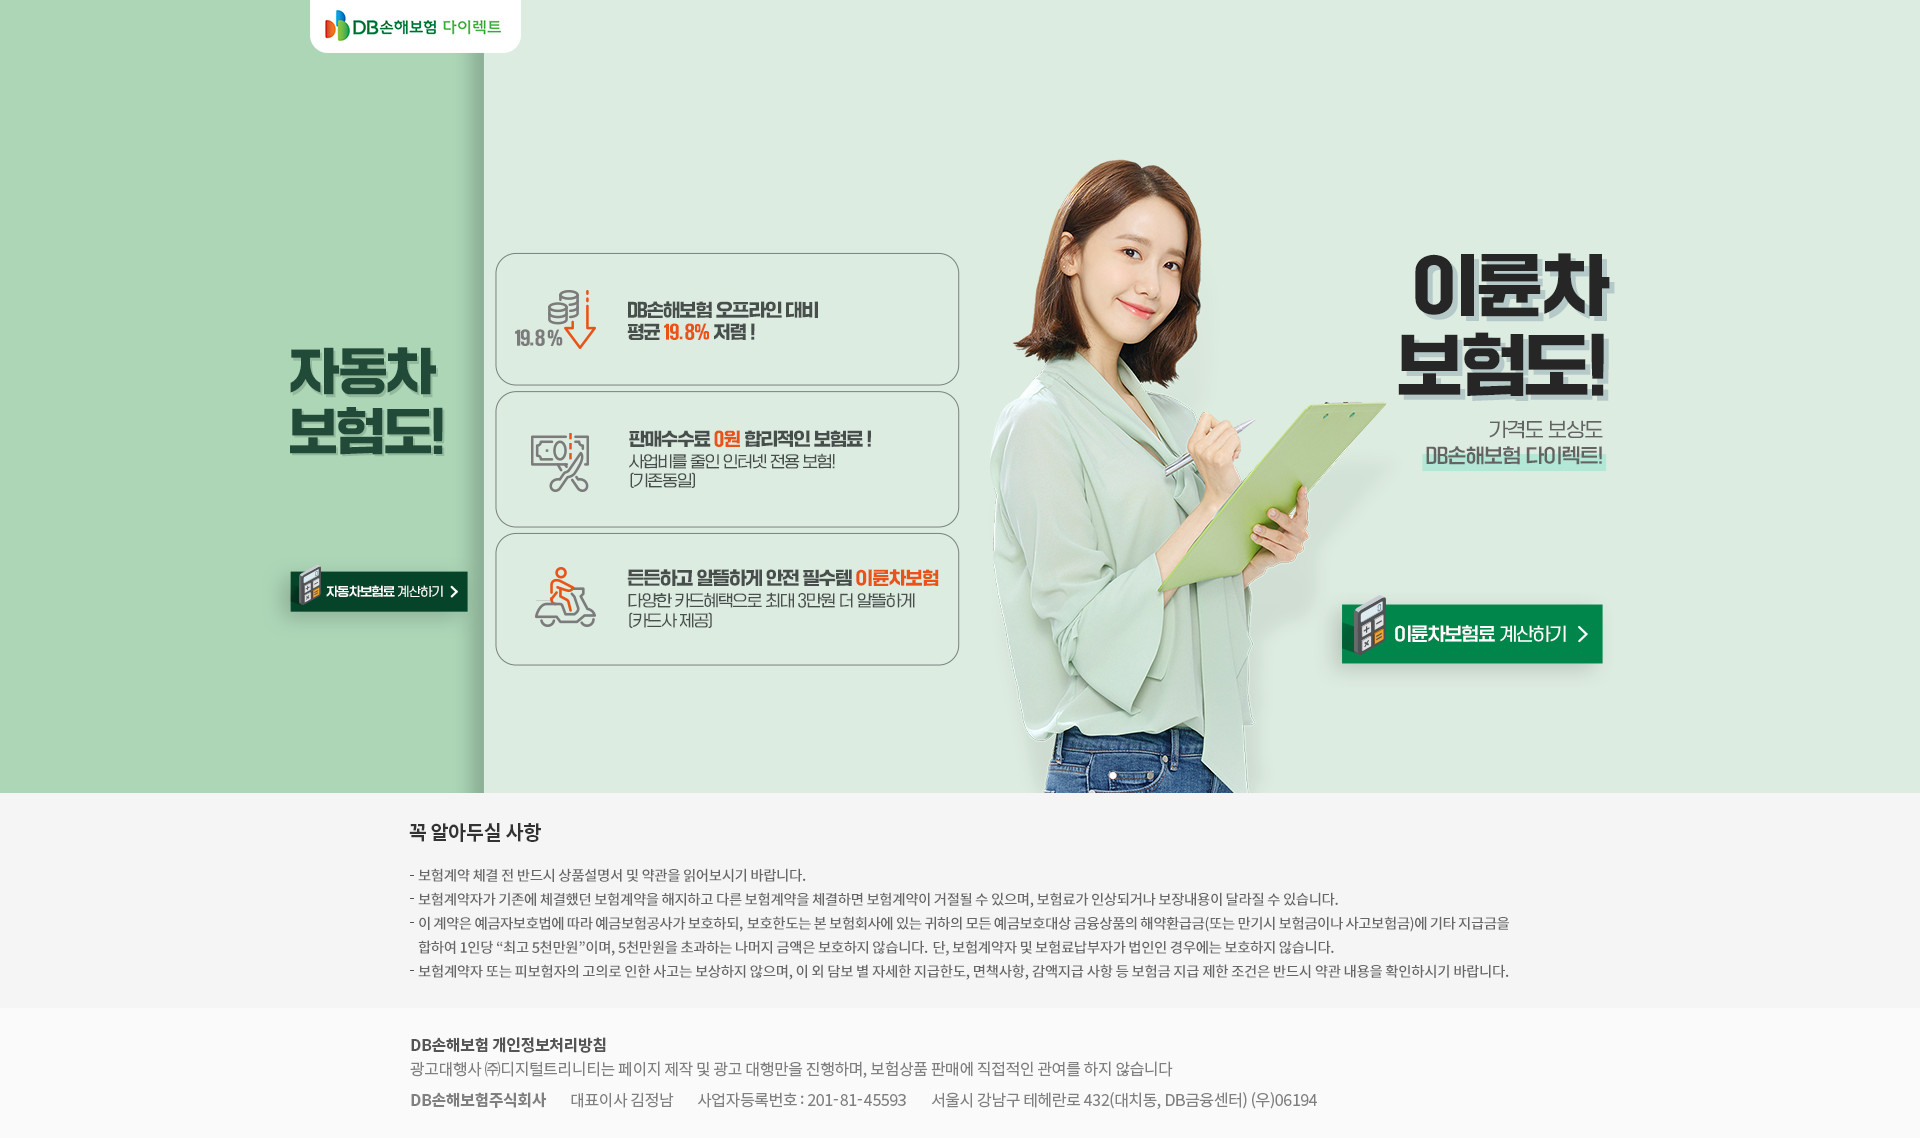 DB손해보험 다이렉트
자동차
보험도!
자동차보험료 계산하기
19.8%
DB손해보험 오프라인 대비
평균 19.8% 저렴 !
판매수수료 0원 합리적인 보험료 !
사업비를 줄인 인터넷 전용 보험!
(기존동일)
든든하고 알뜰하게 안전 필수템 이륜차보험
다양한 카드혜택으로 최대 3만원 더 알뜰하게
(카드사 제공)
이륜차
보험도!
가격도 보상도
DB손해보험 다이렉트!
이륜차보험료 계산하기
꼭 알아두실 사항
- 보험계약 체결 전 반드시 상품설명서 및 약관을 읽어보시기 바랍니다.
- 보험계약자가 기존에 체결했던 보험계약을 해지하고 다른 보험계약을 체결하면 보험계약이 거절될 수 있으며, 보험료가 인상되거나 보장내용이 달라질 수 있습니다.
- 이 계약은 예금자보호법에 따라 예금보험공사가 보호하되, 보호한도는 본 보험회사에 있는 귀하의 모든 예금보호대상 금융상품의 해약환급금(또는 만기시 보험금이나 사고보험금)에 기타 지급금을
합하여 1인당 “최고 5천만원”이며, 5천만원을 초과하는 나머지 금액은 보호하지 않습니다. 단, 보험계약자 및 보험료납부자가 법인인 경우에는 보호하지 않습니다.
- 보험계약자 또는 피보험자의 고의로 인한 사고는 보상하지 않으며, 이 외 담보 별 자세한 지급한도, 면책사항, 감액지급 사항 등 보험금 지급 제한 조건은 반드시 약관 내용을 확인하시기 바랍니다.
DB손해보험 개인정보처리방침
광고대행사 ㈜디지털트리니티는 페이지 제작 및 광고 대행만을 진행하며, 보험상품 판매에 직접적인 관여를 하지 않습니다
DB손해보험주식회사 대표이사 김정남 사업자등록번호 : 201-81-45593 서울시 강남구 테헤란로 432(대치동, DB금융센터) (우)06194